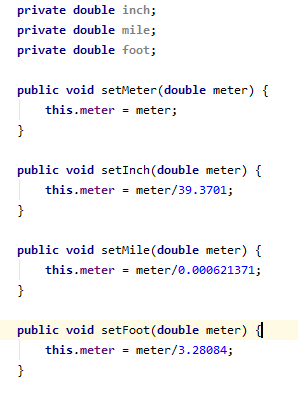 private double inch;
private double mile;
private double foot;
public void setMeter(double meter) {
this.meter = meter;
}
public void setInch(double meter) {
this.meter = meter/39.3701;
}
public void setMile(double meter) {
this.meter = meter/0.000621371;
}
public void setFoot(double meter) {
this.meter = meter/3.28084;
}